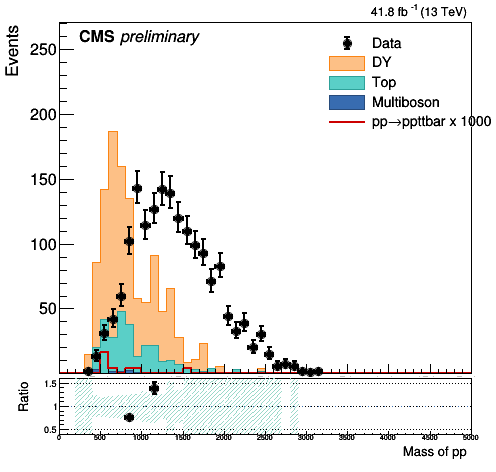 41.8 fb⁻¹ (13 TeV)
CMS preliminary
Events
250
200
150
100
50
Data
DY
Top
Multiboson
pp→ppttbar x 1000
Ratio
1.5
1
0.5
0 500 1000 1500 2000 2500 3000 3500 4000 4500 5000
Mass of pp